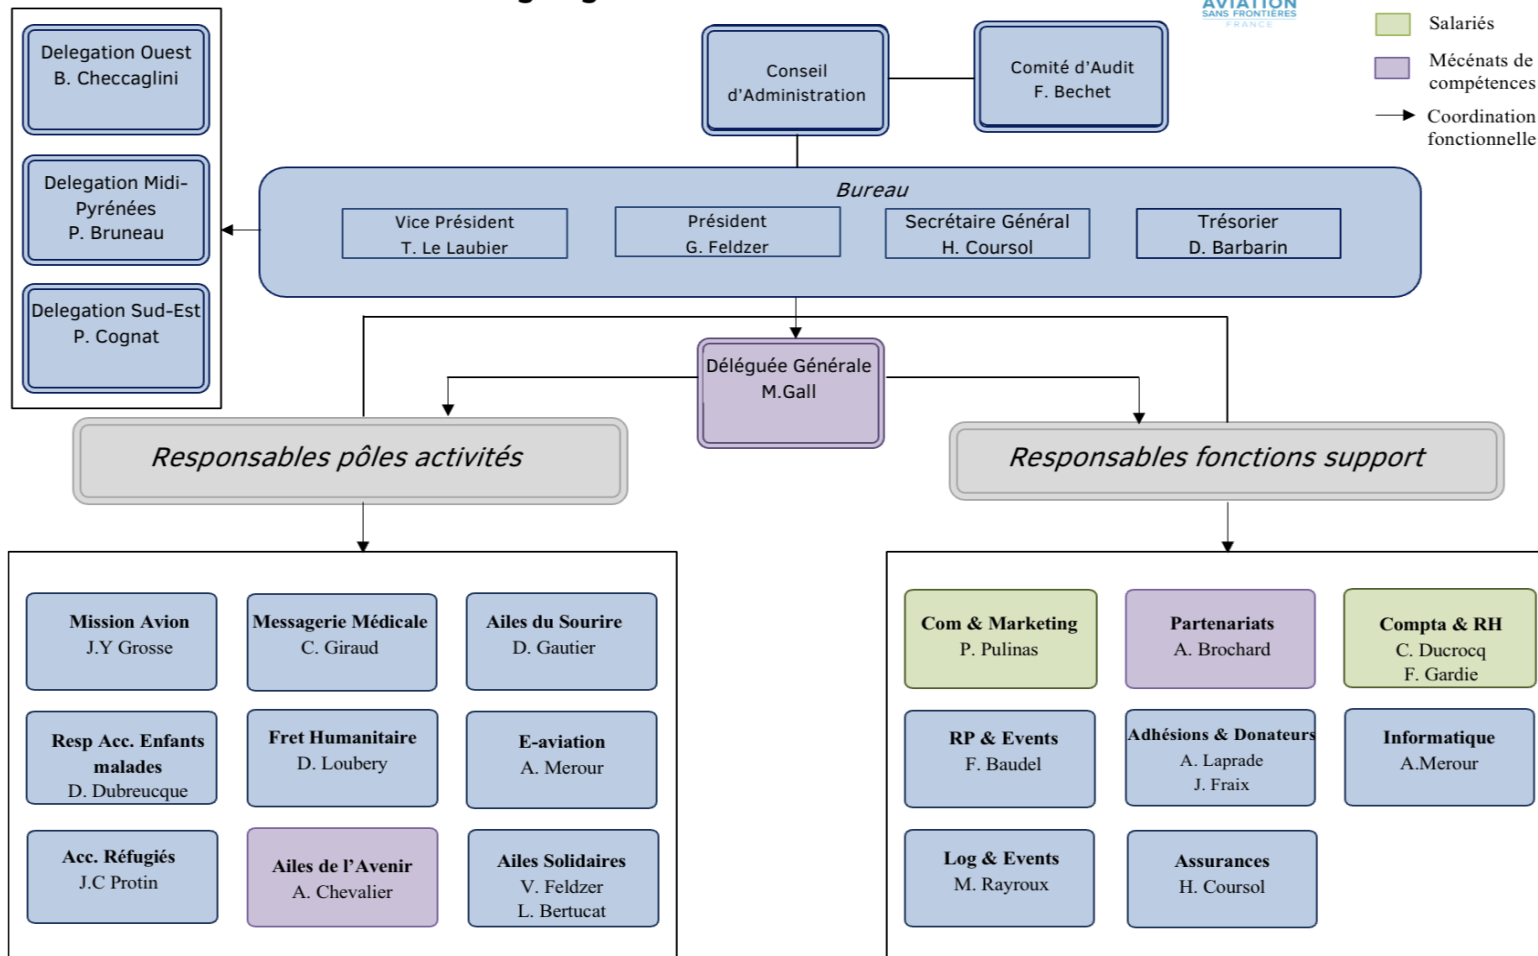 AVIATION
SANS FRONTIÈRES
FRANCE
Salariés
Mécénats de
compétences
Coordination
fonctionnelle
Delegation Ouest
B. Checcaglini
Delegation Midi-
Pyrénées
P. Bruneau
Delegation Sud-Est
P. Cognat
Conseil
d'Administration
Comité d'Audit
F. Bechet
Bureau
Vice Président
T. Le Laubier
Président
G. Feldzer
Secrétaire Général
H. Coursol
Trésorier
D. Barbarin
Déléguée Générale
M.Gall
Responsables pôles activités
Responsables fonctions support
Mission Avion
J.Y Grosse
Messagerie Médicale
C. Giraud
Ailes du Sourire
D. Gautier
Resp Acc. Enfants
malades
D. Dubreucque
Fret Humanitaire
D. Loubery
E-aviation
A. Merour
Acc. Réfugiés
J.C Protin
Ailes de l'Avenir
A. Chevalier
Ailes Solidaires
V. Feldzer
L. Bertucat
Com & Marketing
P. Pulinas
Partenariats
A. Brochard
Compta & RH
C. Ducrocq
F. Gardie
RP & Events
F. Baudel
Adhésions & Donateurs
A. Laprade
J. Fraix
Informatique
A.Merour
Log & Events
M. Rayroux
Assurances
H. Coursol